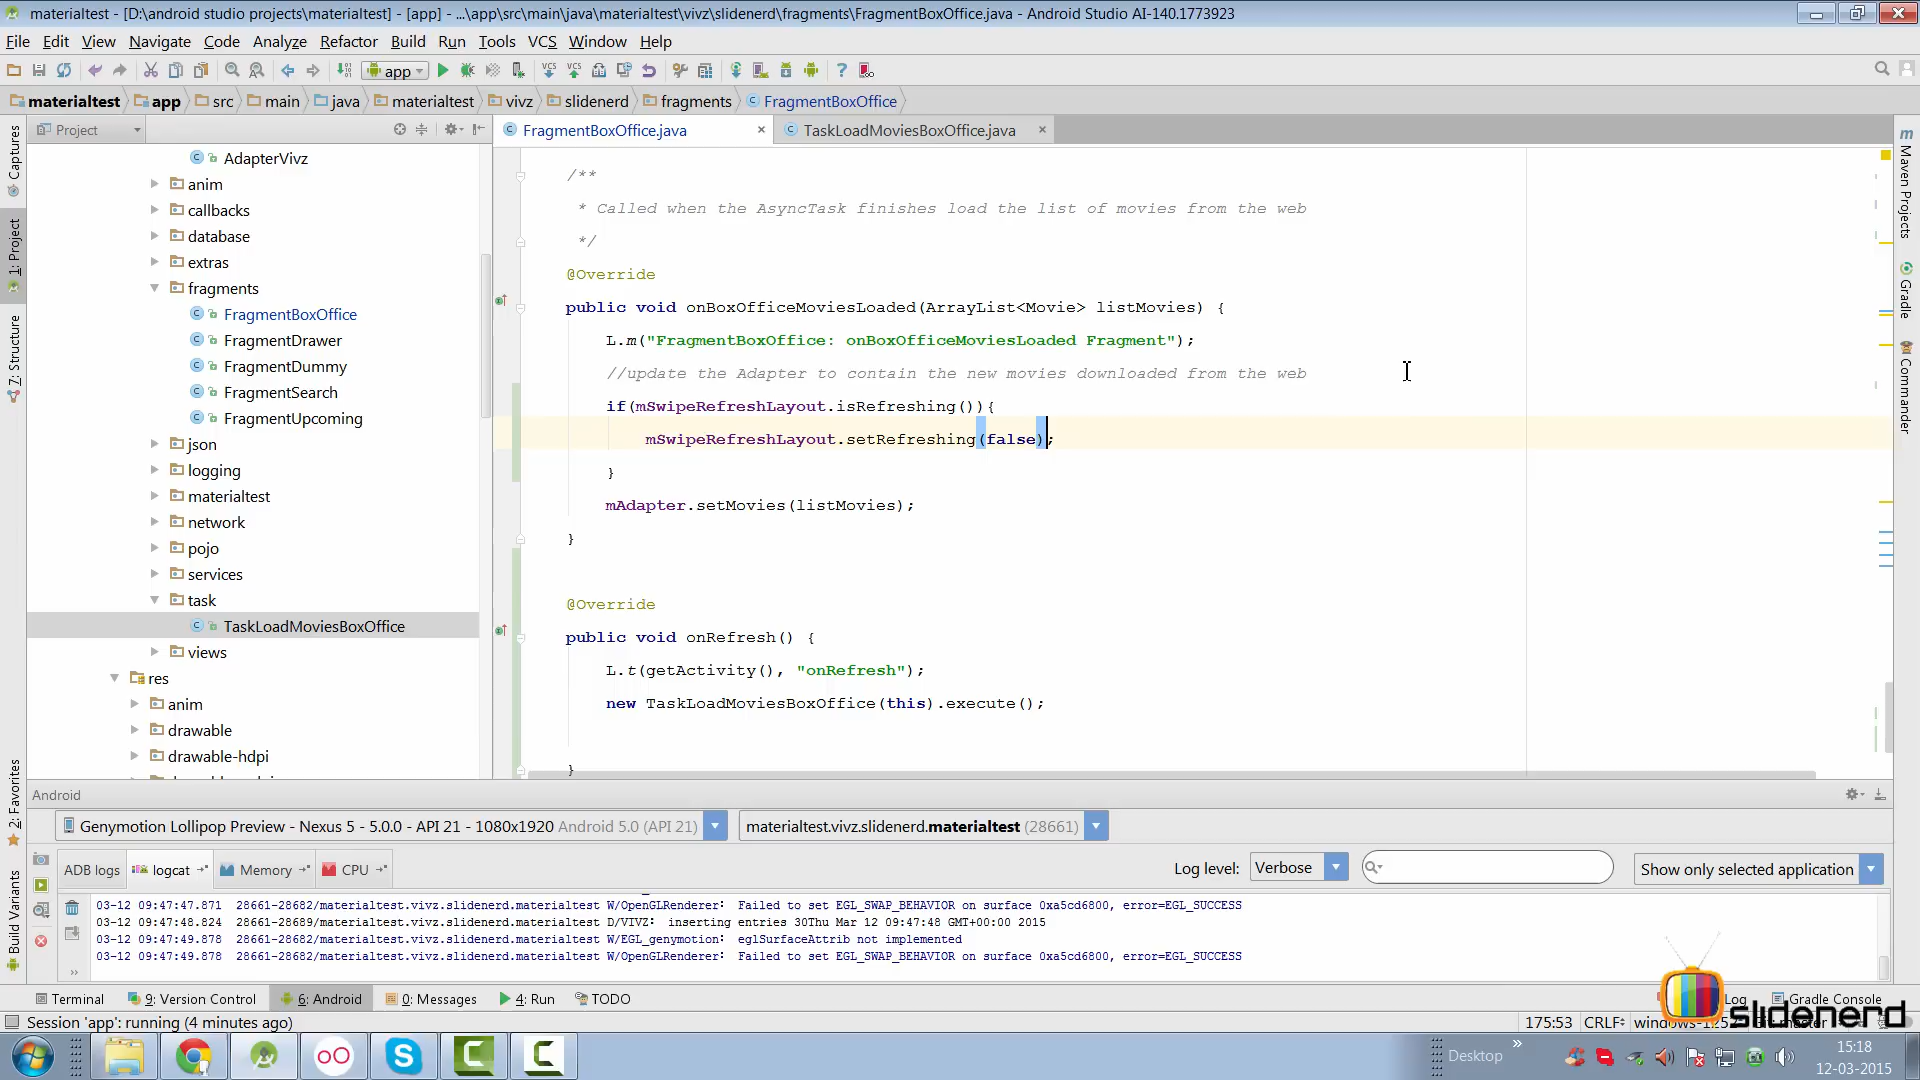 materialtest - [D:\android studio projects\materialtest] - [app] - ...\app\src\main\java\materialtest\vivz\slidenerd\fragments\FragmentBoxOffice.java - Android Studio AI-140.1773923
File Edit View Navigate Code Analyze Refactor Build Run Tools VCS Window Help
app
materialtest app src main java materialtest vivz slidenerd fragments FragmentBoxOffice
Project
FragmentBoxOffice.java
TaskLoadMoviesBoxOffice.java
Captures
1: Project
7: Structure
2: Favorites
Build Variants
AdapterVivz
anim
callbacks
database
extras
fragments
FragmentBoxOffice
FragmentDrawer
FragmentDummy
FragmentSearch
FragmentUpcoming
json
logging
materialtest
network
pojo
services
task
TaskLoadMoviesBoxOffice
views
res
anim
drawable
drawable-hdpi
/**
* Called when the AsyncTask finishes load the list of movies from the web
*/
@Override
public void onBoxOfficeMoviesLoaded(ArrayList<Movie> listMovies) {
L.m("FragmentBoxOffice: onBoxOfficeMoviesLoaded Fragment");
//update the Adapter to contain the new movies downloaded from the web
if(mSwipeRefreshLayout.isRefreshing()){
mSwipeRefreshLayout.setRefreshing(false);
}
mAdapter.setMovies(listMovies);
}
@Override
public void onRefresh() {
L.t(getActivity(), "onRefresh");
new TaskLoadMoviesBoxOffice(this).execute();
}
Maven Projects
Gradle
Commander
Android
Genymotion Lollipop Preview - Nexus 5 - 5.0.0 - API 21 - 1080x1920 Android 5.0 (API 21)
materialtest.vivz.slidenerd.materialtest (28661)
ADB logs logcat Memory CPU
Log level: Verbose
Show only selected application
03-12 09:47:47.871 28661-28682/materialtest.vivz.slidenerd.materialtest W/OpenGLRenderer: Failed to set EGL_SWAP_BEHAVIOR on surface 0xa5cd6800, error=EGL_SUCCESS
03-12 09:47:48.824 28661-28689/materialtest.vivz.slidenerd.materialtest D/VIVZ: inserting entries 30Thu Mar 12 09:47:48 GMT+00:00 2015
03-12 09:47:49.878 28661-28682/materialtest.vivz.slidenerd.materialtest W/EGL_genymotion: eglSurfaceAttrib not implemented
03-12 09:47:49.878 28661-28682/materialtest.vivz.slidenerd.materialtest W/OpenGLRenderer: Failed to set EGL_SWAP_BEHAVIOR on surface 0xa5cd6800, error=EGL_SUCCESS
Terminal 9: Version Control 6: Android 0: Messages 4: Run TODO Log Gradle Console
slidenerd
Session 'app': running (4 minutes ago)
175:53 CRLF
Desktop
15:18
12-03-2015